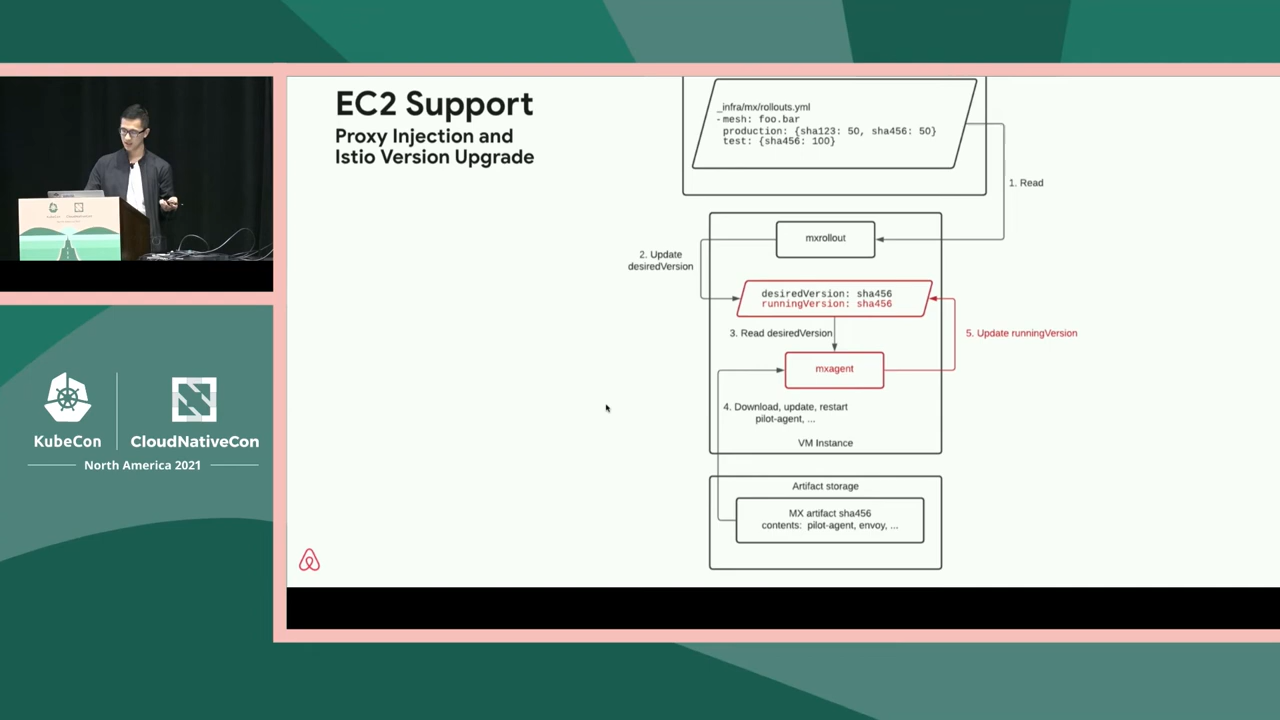 EC2 Support
Proxy Injection and
Istio Version Upgrade
_infra/mx/rollouts.yml
- mesh: foo.bar
production: {sha123: 50, sha456: 50}
test: {sha456: 100}
1. Read
mxrollout
2. Update
desiredVersion
desiredVersion: sha456
runningVersion: sha456
3. Read desiredVersion
5. Update runningVersion
mxagent
4. Download, update, restart
pilot-agent, ...
VM Instance
Artifact storage
MX artifact sha456
contents: pilot-agent, envoy, ...
KubeCon
CloudNativeCon
North America 2021